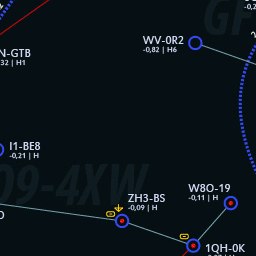 WV-0R2
-0,82 | H6
N-GTB
32 | H1
I1-BE8
-0,21 | H
09-4XW
W8O-19
-0,11 | H
ZH3-BS
-0,09 | H
1QH-0K